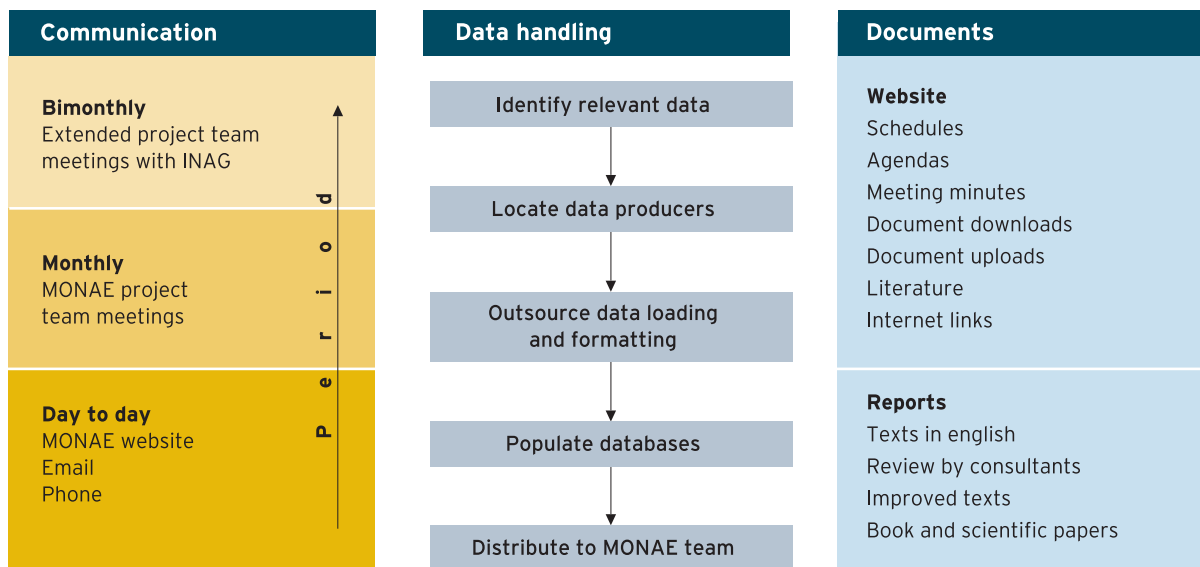 Communication
Bimonthly
Extended project team
meetings with INAG
Monthly
MONAE project
team meetings
Day to day
MONAE website
Email
Phone
Period
Data handling
Identify relevant data
Locate data producers
Outsource data loading
and formatting
Populate databases
Distribute to MONAE team
Documents
Website
Schedules
Agendas
Meeting minutes
Document downloads
Document uploads
Literature
Internet links
Reports
Texts in english
Review by consultants
Improved texts
Book and scientific papers